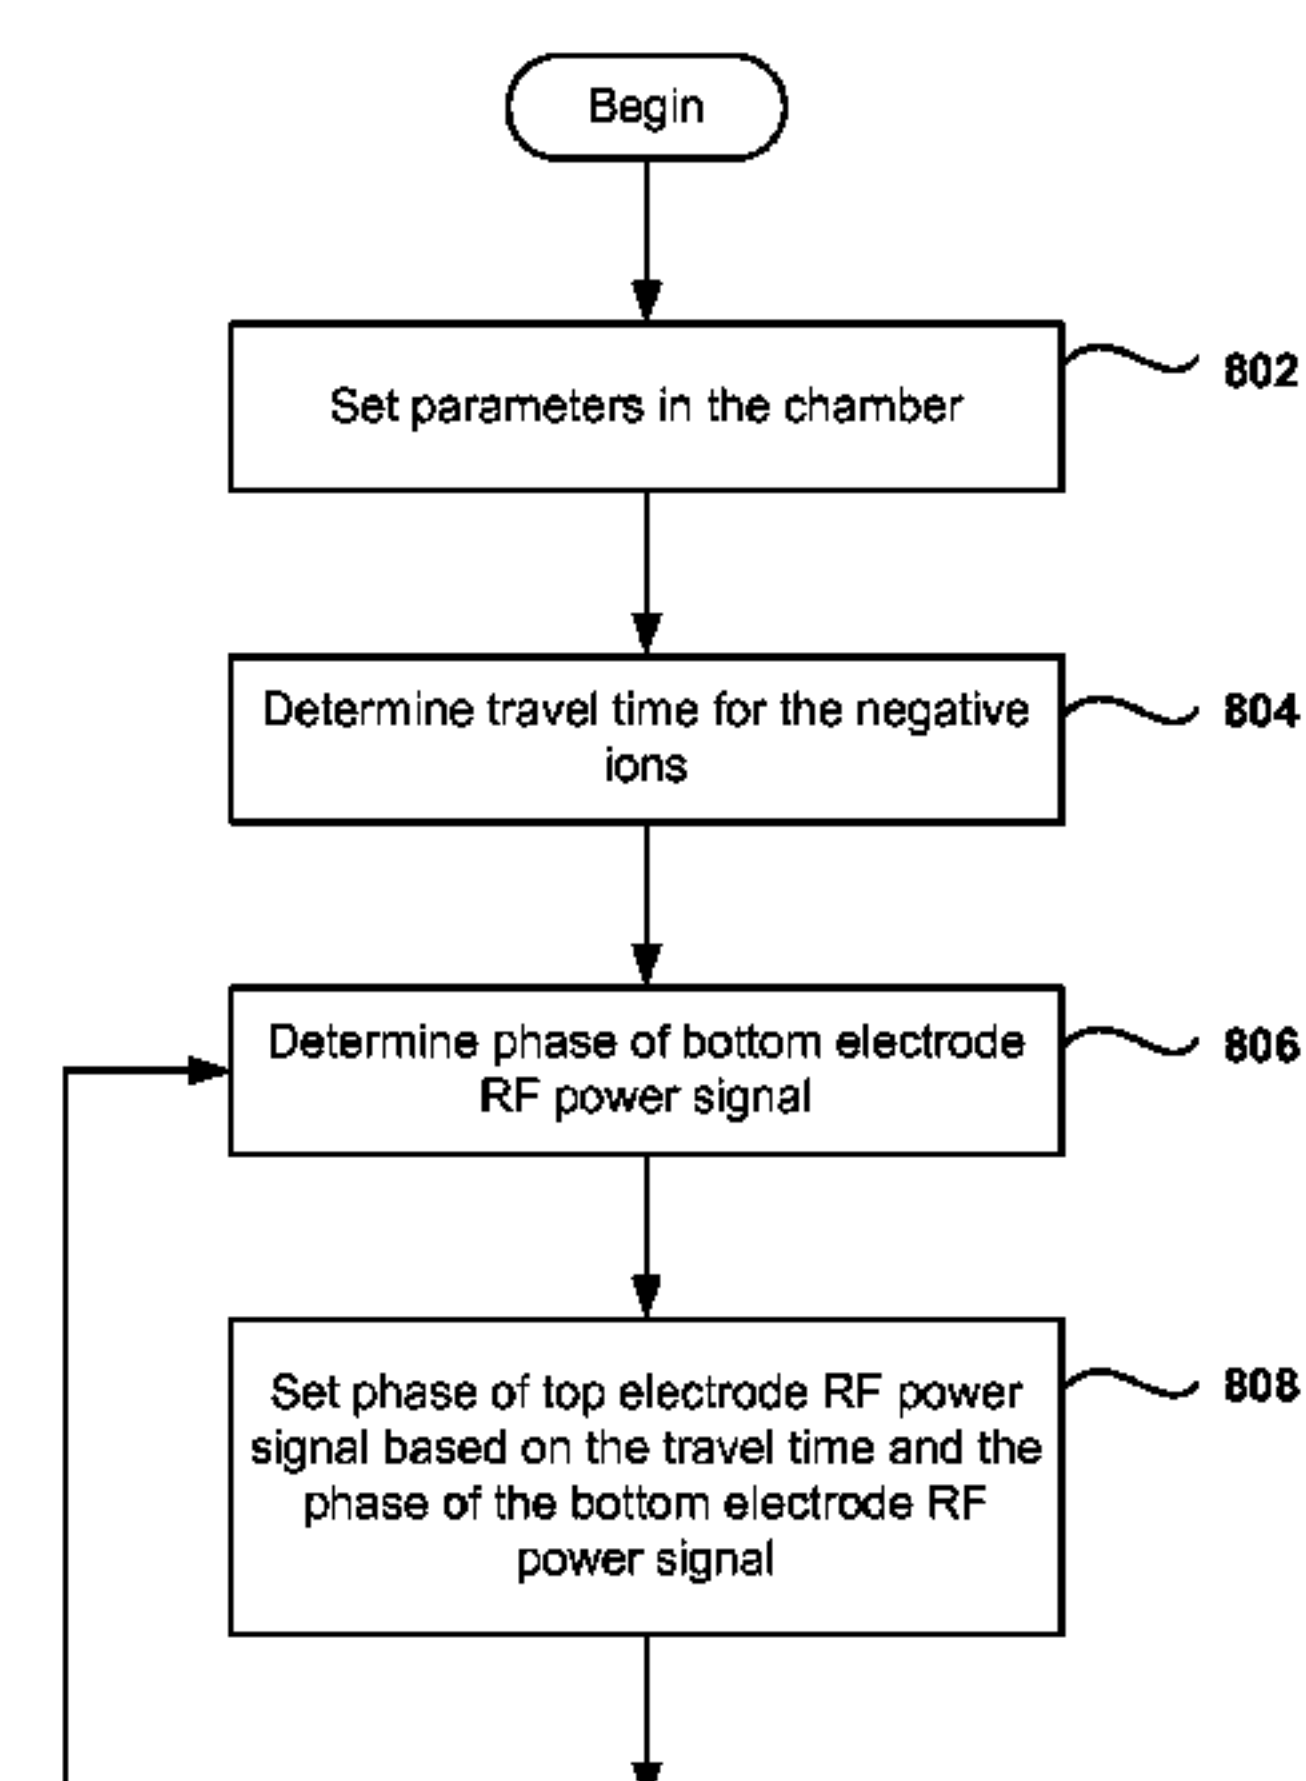 Begin
Set parameters in the chamber
802
Determine travel time for the negative
ions
804
Determine phase of bottom electrode
RF power signal
806
Set phase of top electrode RF power
signal based on the travel time and the
phase of the bottom electrode RF
power signal
808